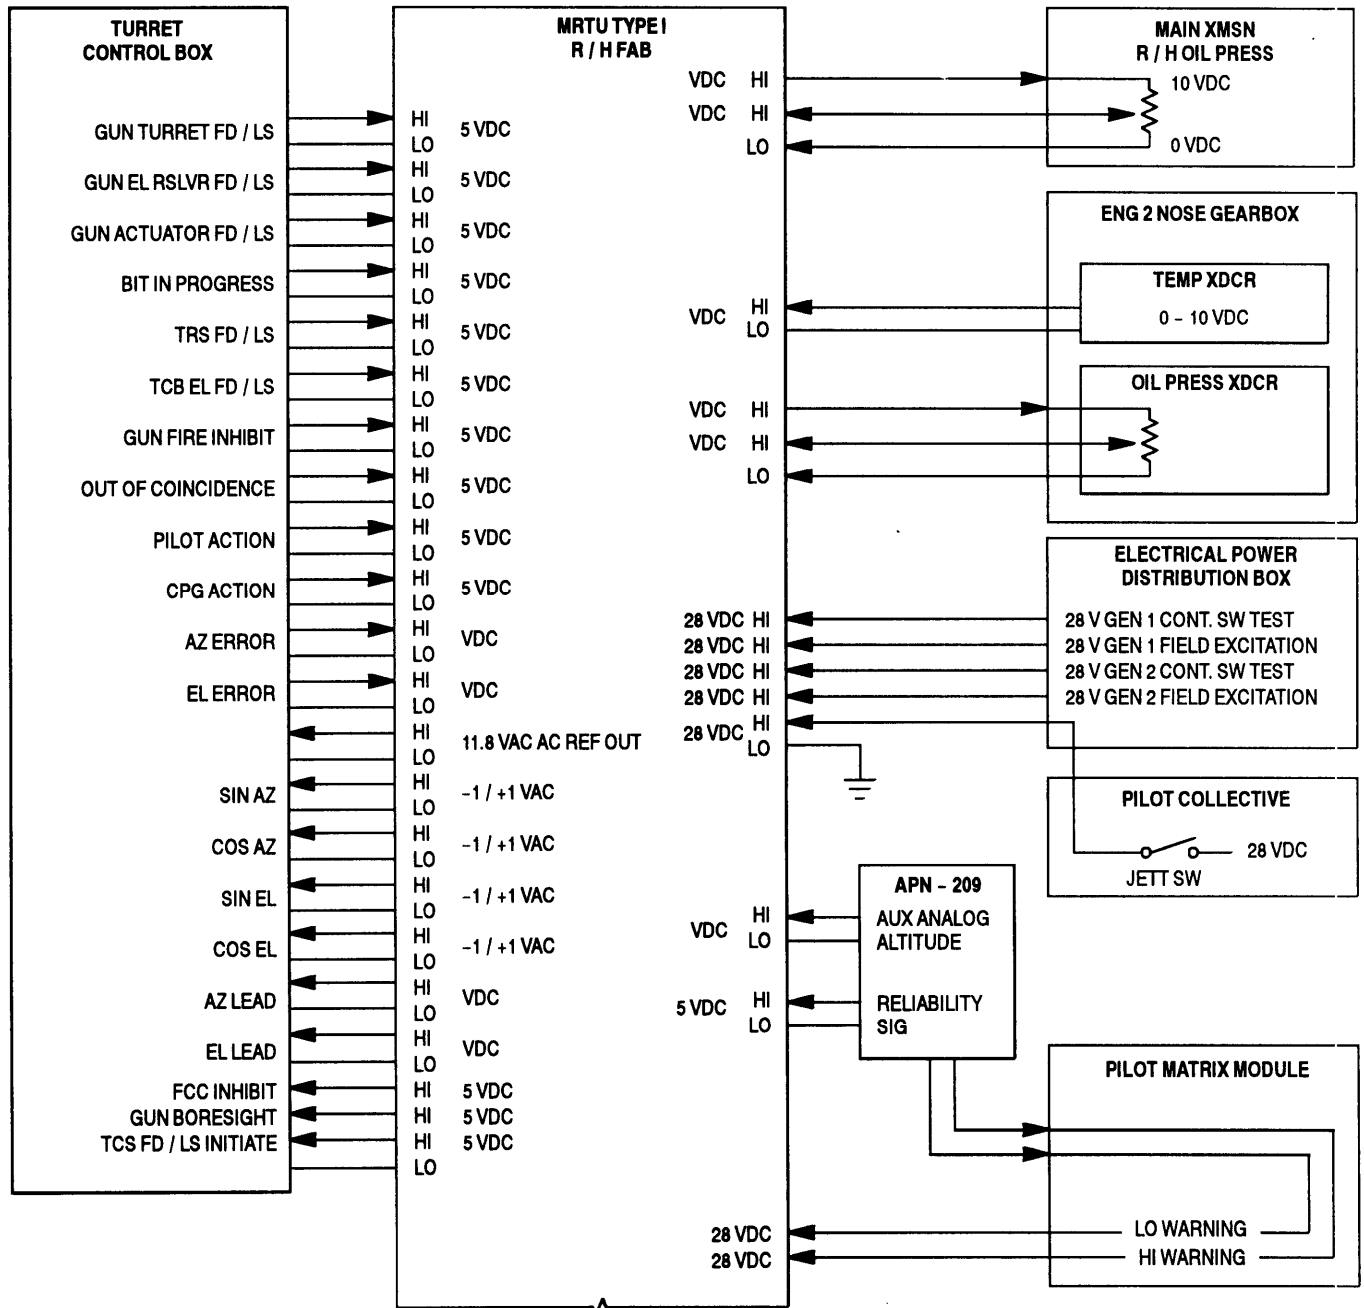 TURRET
CONTROL BOX
GUN TURRET FD / LS
GUN EL RSLVR FD / LS
GUN ACTUATOR FD / LS
BIT IN PROGRESS
TRS FD / LS
TCB EL FD / LS
GUN FIRE INHIBIT
OUT OF COINCIDENCE
PILOT ACTION
CPG ACTION
AZ ERROR
EL ERROR
SIN AZ
COS AZ
SIN EL
COS EL
AZ LEAD
EL LEAD
FCC INHIBIT
GUN BORESIGHT
TCS FD / LS INITIATE
MRTU TYPE I
R / H FAB
HI
5 VDC
LO
HI
5 VDC
LO
HI
5 VDC
LO
HI
5 VDC
LO
HI
5 VDC
LO
HI
5 VDC
LO
HI
5 VDC
LO
HI
5 VDC
LO
HI
5 VDC
LO
HI
5 VDC
LO
HI
VDC
LO
HI
VDC
LO
HI
11.8 VAC AC REF OUT
LO
HI
–1 / +1 VAC
LO
HI
–1 / +1 VAC
LO
HI
–1 / +1 VAC
LO
HI
–1 / +1 VAC
LO
HI
VDC
LO
HI
VDC
LO
HI 5 VDC
HI 5 VDC
HI 5 VDC
LO
VDC HI
VDC HI
LO
HI
VDC
LO
VDC HI
VDC HI
LO
28 VDC HI
28 VDC HI
28 VDC HI
28 VDC HI
HI
28 VDC
LO
HI
VDC
LO
HI
5 VDC
LO
28 VDC
28 VDC
MAIN XMSN
R / H OIL PRESS
10 VDC
0 VDC
ENG 2 NOSE GEARBOX
TEMP XDCR
0 – 10 VDC
OIL PRESS XDCR
ELECTRICAL POWER
DISTRIBUTION BOX
28 V GEN 1 CONT. SW TEST
28 V GEN 1 FIELD EXCITATION
28 V GEN 2 CONT. SW TEST
28 V GEN 2 FIELD EXCITATION
PILOT COLLECTIVE
28 VDC
JETT SW
APN – 209
AUX ANALOG
ALTITUDE
RELIABILITY
SIG
PILOT MATRIX MODULE
LO WARNING
HI WARNING